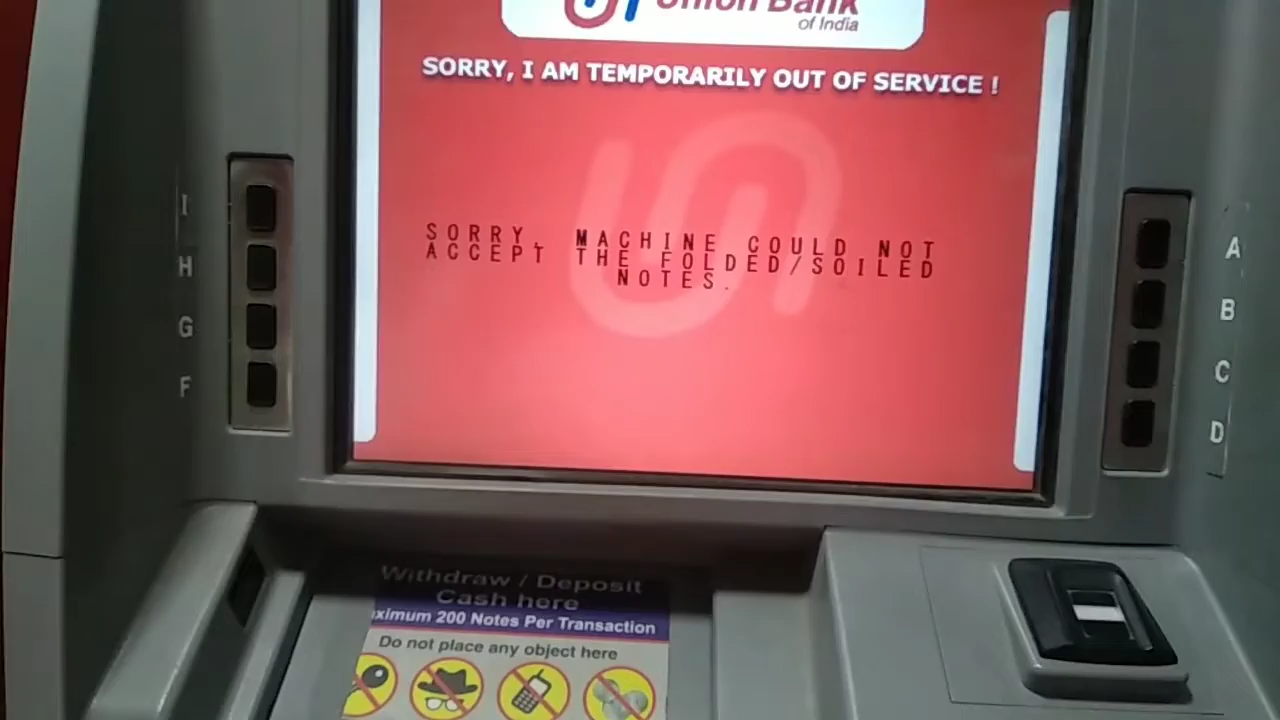 Union Bank
of India
SORRY, I AM TEMPORARILY OUT OF SERVICE !
SORRY, MACHINE COULD NOT
ACCEPT THE FOLDED/SOILED
NOTES.
I
H
G
F
A
B
C
D
Withdraw / Deposit
Cash here
ximum 200 Notes Per Transaction
Do not place any object here